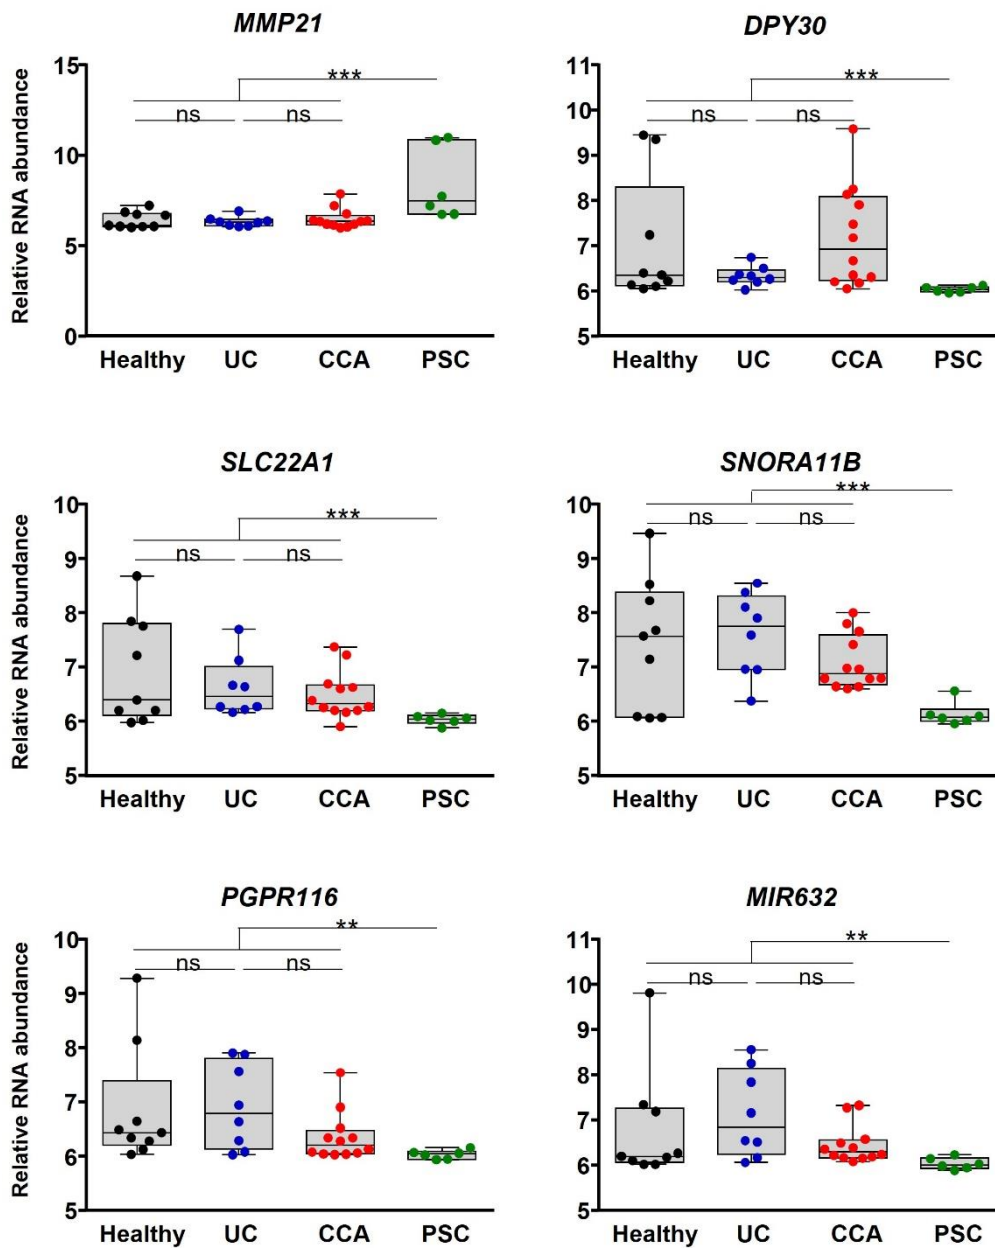 MMP21
Relative RNA abundance
15
10
5
0
***
ns
ns
Healthy
UC
CCA
PSC
DPY30
11
10
9
8
7
6
5
***
ns
ns
Healthy
UC
CCA
PSC
SLC22A1
Relative RNA abundance
10
9
8
7
6
5
***
ns
ns
Healthy
UC
CCA
PSC
SNORA11B
10
9
8
7
6
5
***
ns
ns
Healthy
UC
CCA
PSC
PGPR116
Relative RNA abundance
10
9
8
7
6
5
**
ns
ns
Healthy
UC
CCA
PSC
MIR632
11
10
9
8
7
6
5
**
ns
ns
Healthy
UC
CCA
PSC